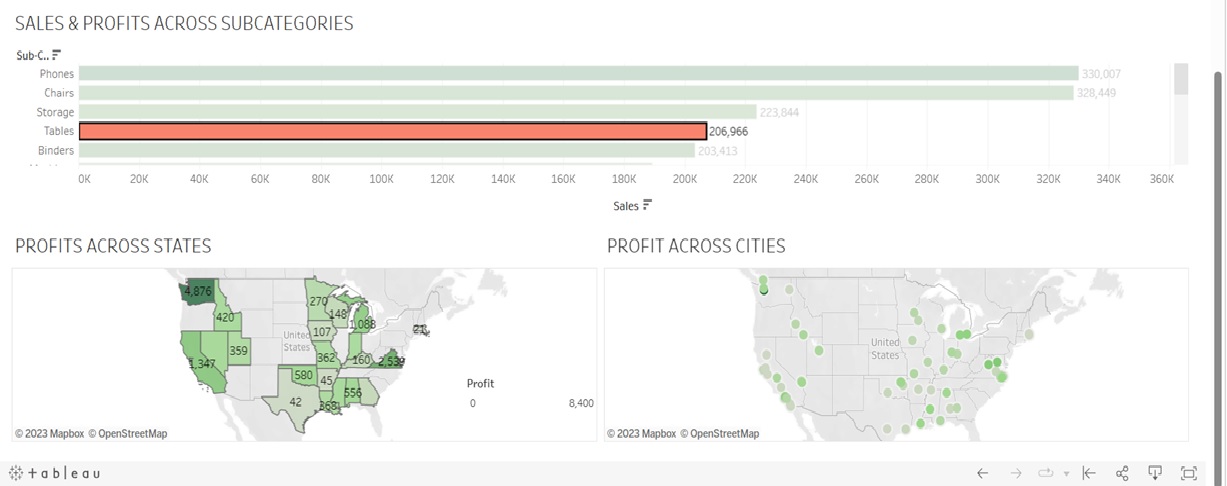 SALES & PROFITS ACROSS SUBCATEGORIES
Sub-C..
Phones 330,007
Chairs 328,449
Storage 223,844
Tables 206,966
Binders 203,413
0K 20K 40K 60K 80K 100K 120K 140K 160K 180K 200K 220K 240K 260K 280K 300K 320K 340K 360K
Sales
PROFITS ACROSS STATES
4,876
270
148
420
1,088
107
United
States
359
1,347
362
160
2,539
580
45
42
368
556
Profit
0 8,400
© 2023 Mapbox © OpenStreetMap
PROFIT ACROSS CITIES
United
States
© 2023 Mapbox © OpenStreetMap
+ableau